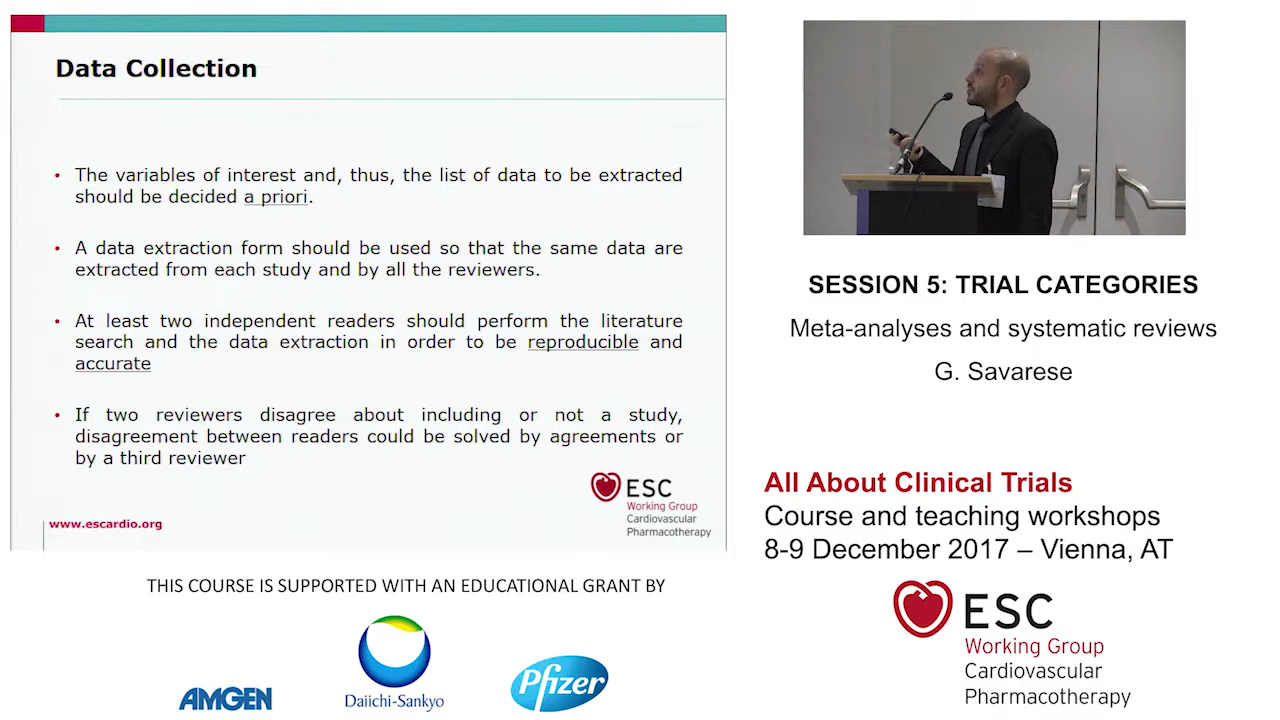 Data Collection
• The variables of interest and, thus, the list of data to be extracted
should be decided a priori.
• A data extraction form should be used so that the same data are
extracted from each study and by all the reviewers.
• At least two independent readers should perform the literature
search and the data extraction in order to be reproducible and
accurate
• If two reviewers disagree about including or not a study,
disagreement between readers could be solved by agreements or
by a third reviewer
ESC
Working Group
Cardiovascular
Pharmacotherapy
www.escardio.org
THIS COURSE IS SUPPORTED WITH AN EDUCATIONAL GRANT BY
AMGEN
Daiichi-Sankyo
Pfizer
SESSION 5: TRIAL CATEGORIES
Meta-analyses and systematic reviews
G. Savarese
All About Clinical Trials
Course and teaching workshops
8-9 December 2017 – Vienna, AT
ESC
Working Group
Cardiovascular
Pharmacotherapy